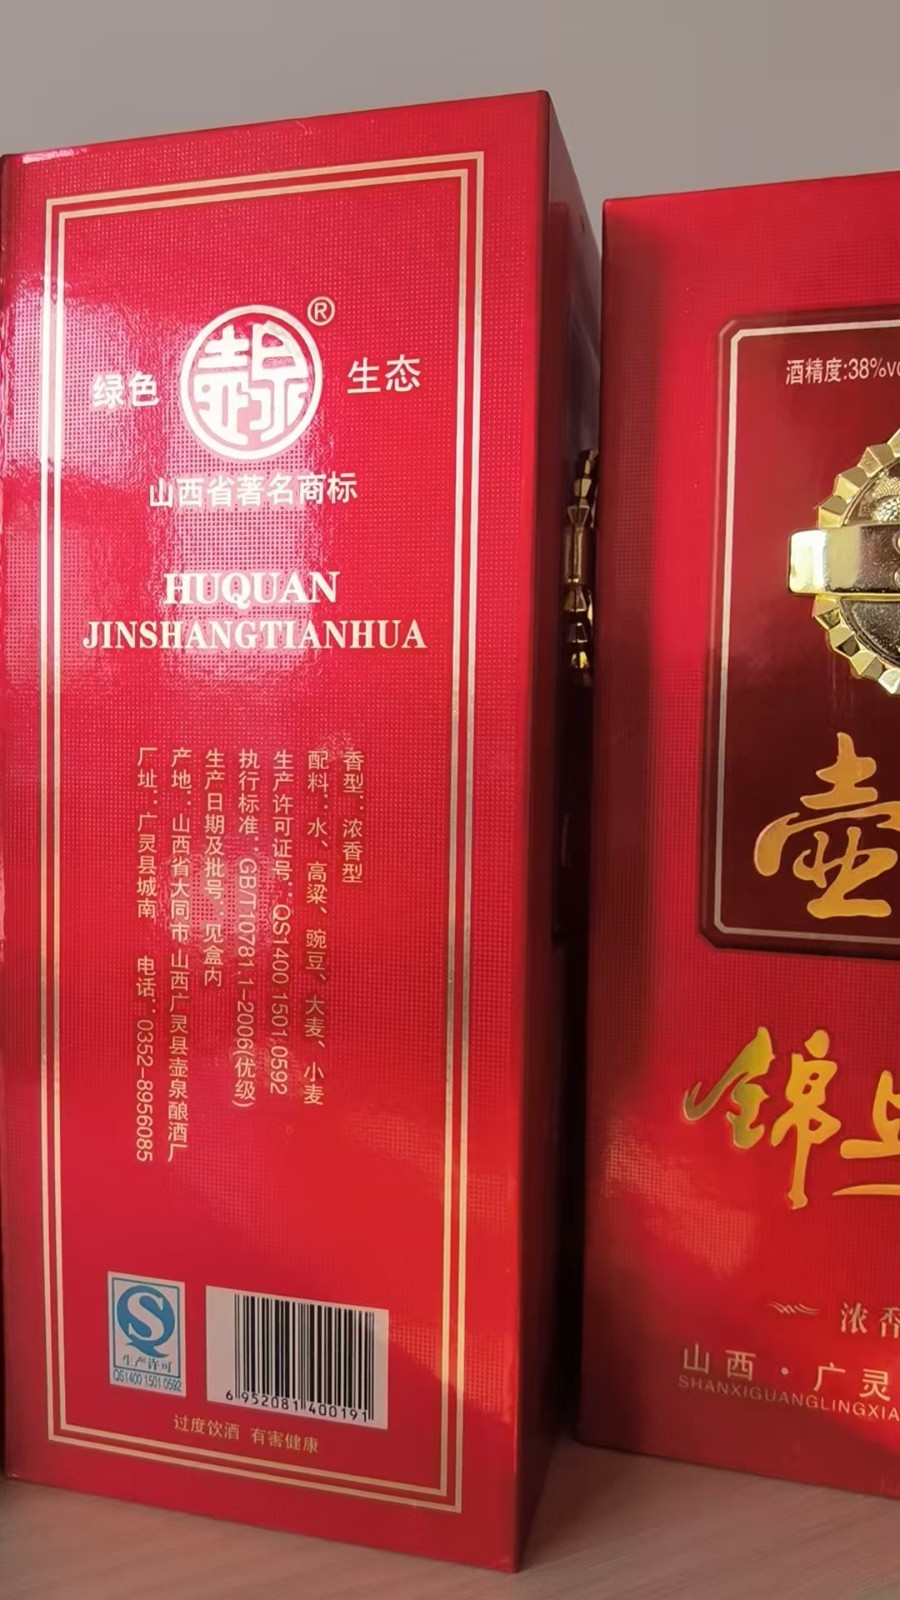 绿色
壶泉
®
生态
山西省著名商标
HUQUAN
JINSHANGTIANHUA
香型：浓香型
配料：水、高粱、豌豆、大麦、小麦
生产许可证号：QS1400 1501 0592
执行标准：GB/T10781.1-2006(优级)
生产日期及批号：见盒内
产地：山西省大同市山西广灵县壶泉酿酒厂
厂址：广灵县城南 电话：0352-8956085
生产许可
QS1400 1501 0592
6 952081 400191
过度饮酒 有害健康
酒精度:38%vo
壶
锦上
浓香
山西·广灵
SHANXIGUANGLINGXIA